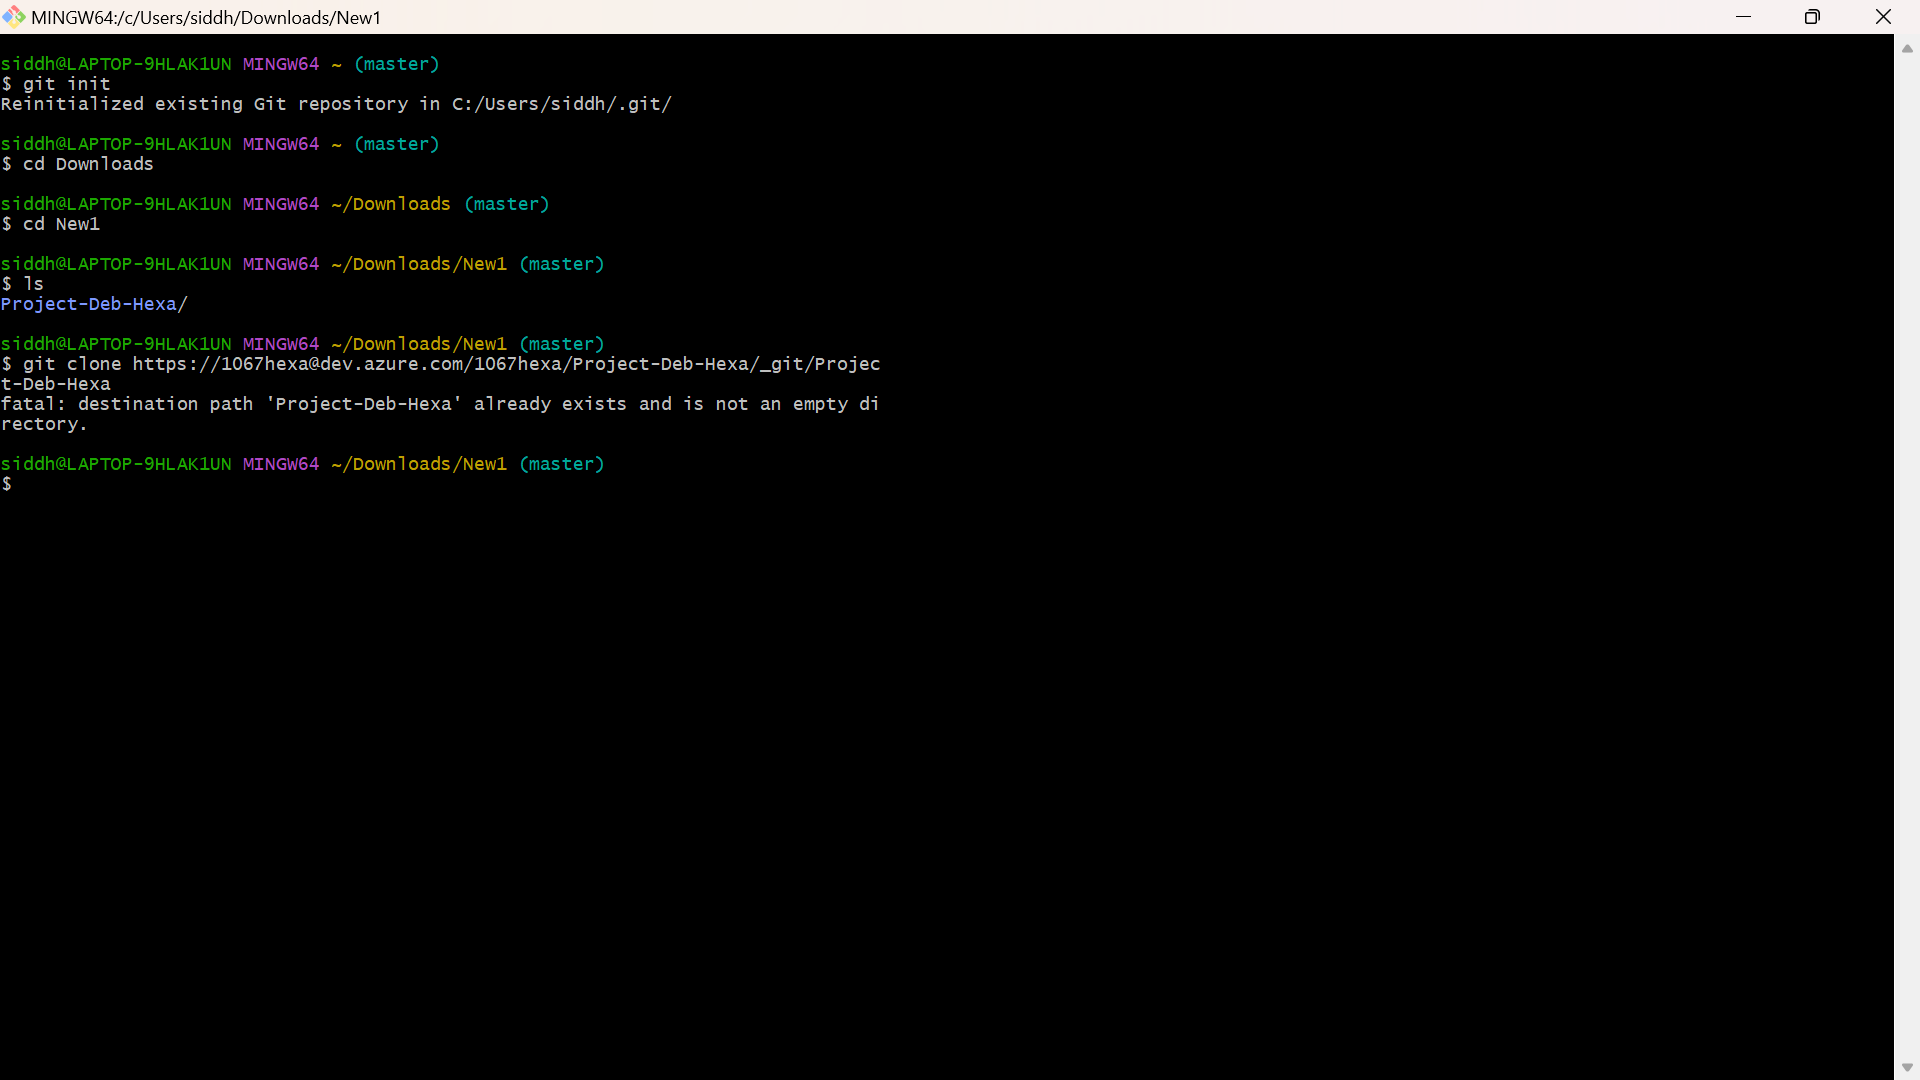 MINGW64:/c/Users/siddh/Downloads/New1
siddh@LAPTOP-9HLAK1UN MINGW64 ~ (master)
$ git init
Reinitialized existing Git repository in C:/Users/siddh/.git/
siddh@LAPTOP-9HLAK1UN MINGW64 ~ (master)
$ cd Downloads
siddh@LAPTOP-9HLAK1UN MINGW64 ~/Downloads (master)
$ cd New1
siddh@LAPTOP-9HLAK1UN MINGW64 ~/Downloads/New1 (master)
$ ls
Project-Deb-Hexa/
siddh@LAPTOP-9HLAK1UN MINGW64 ~/Downloads/New1 (master)
$ git clone https://1067hexa@dev.azure.com/1067hexa/Project-Deb-Hexa/_git/Projec
t-Deb-Hexa
fatal: destination path 'Project-Deb-Hexa' already exists and is not an empty di
rectory.
siddh@LAPTOP-9HLAK1UN MINGW64 ~/Downloads/New1 (master)
$